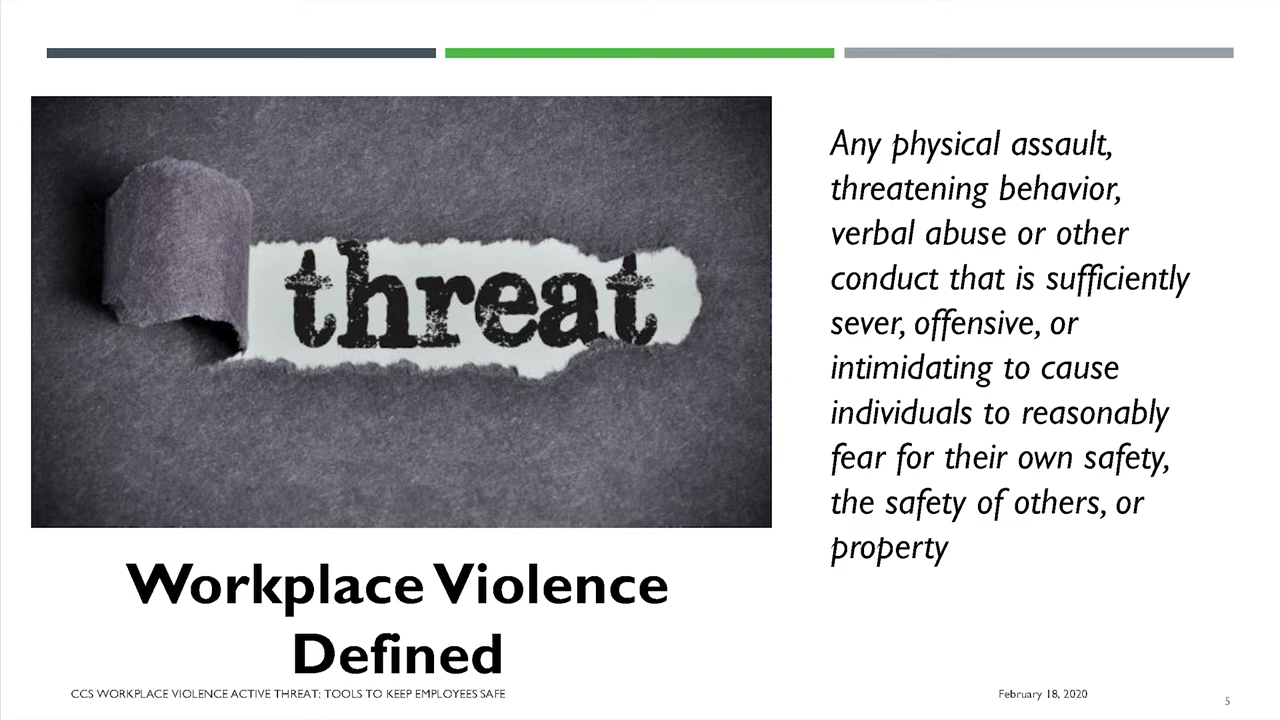 threat
Workplace Violence
Defined
Any physical assault,
threatening behavior,
verbal abuse or other
conduct that is sufficiently
sever, offensive, or
intimidating to cause
individuals to reasonably
fear for their own safety,
the safety of others, or
property
CCS WORKPLACE VIOLENCE ACTIVE THREAT: TOOLS TO KEEP EMPLOYEES SAFE
February 18, 2020
5